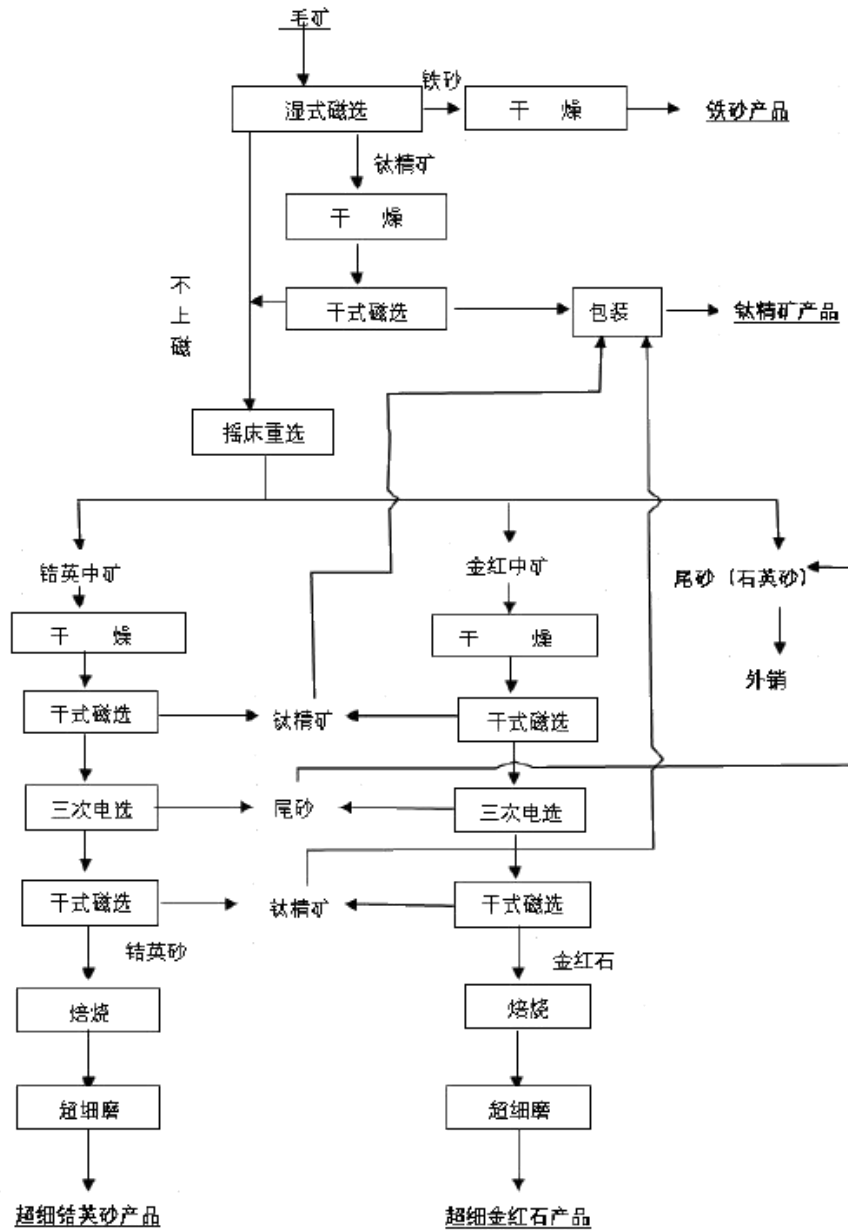 毛矿
铁砂
湿式磁选
干 燥
铁砂产品
钛精矿
干 燥
不上磁
干式磁选
包装
钛精矿产品
摇床重选
锆英中矿
金红中矿
尾砂（石英砂）
干 燥
干 燥
外销
干式磁选
钛精矿
干式磁选
三次电选
尾砂
三次电选
干式磁选
钛精矿
干式磁选
锆英砂
金红石
焙烧
焙烧
超细磨
超细磨
超细锆英砂产品
超细金红石产品